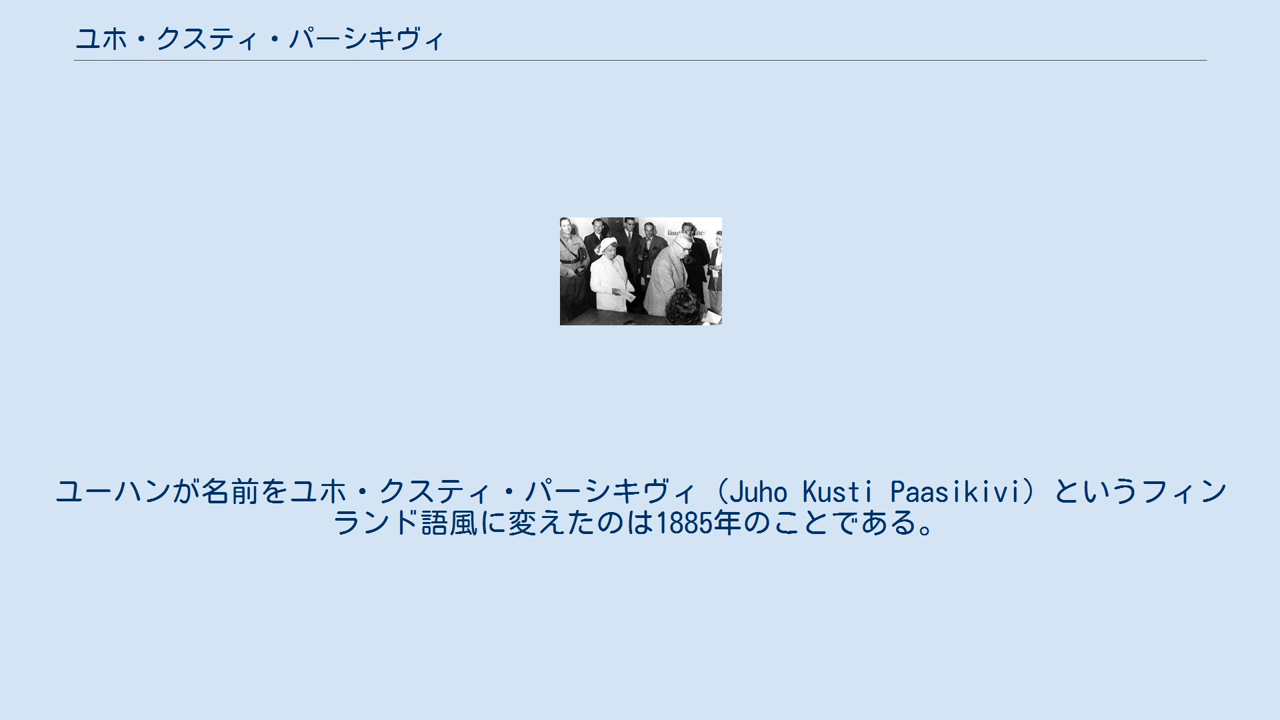 ユホ・クスティ・パーシキヴィ
ユーハンが名前をユホ・クスティ・パーシキヴィ（Juho Kusti Paasikivi）というフィン
ランド語風に変えたのは1885年のことである。